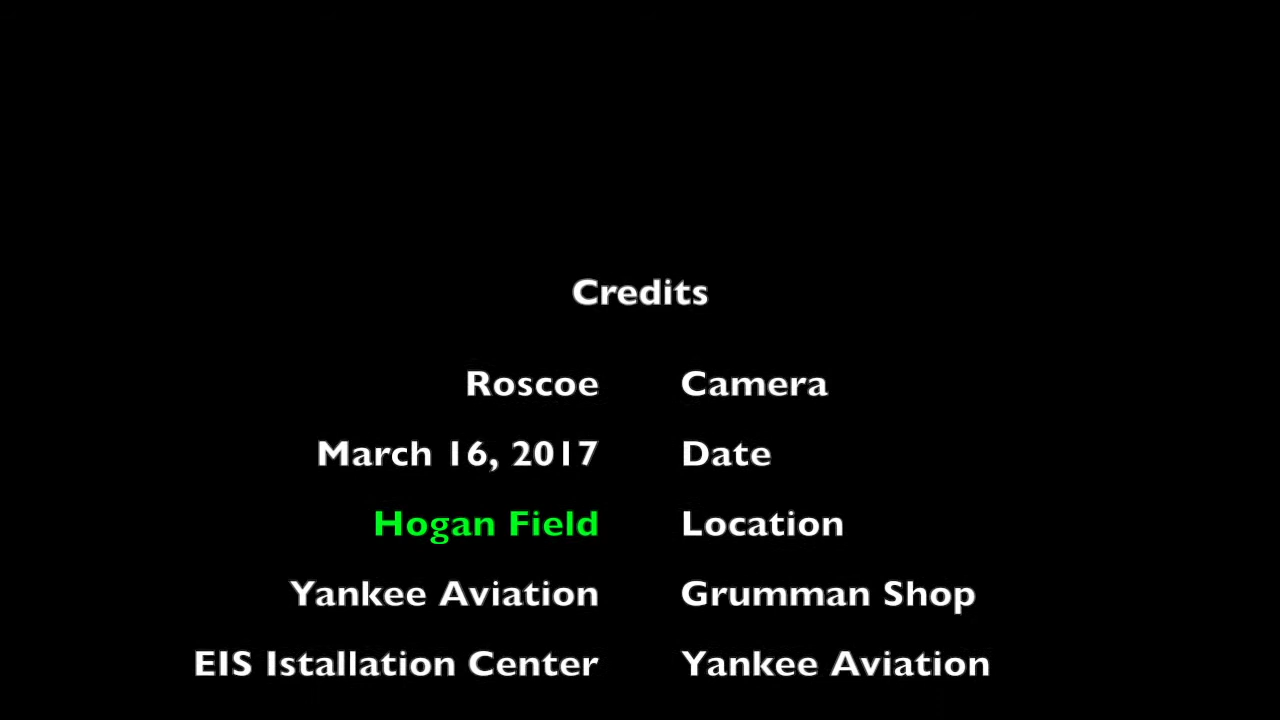 Credits
Roscoe Camera
March 16, 2017 Date
Hogan Field Location
Yankee Aviation Grumman Shop
EIS Istallation Center Yankee Aviation